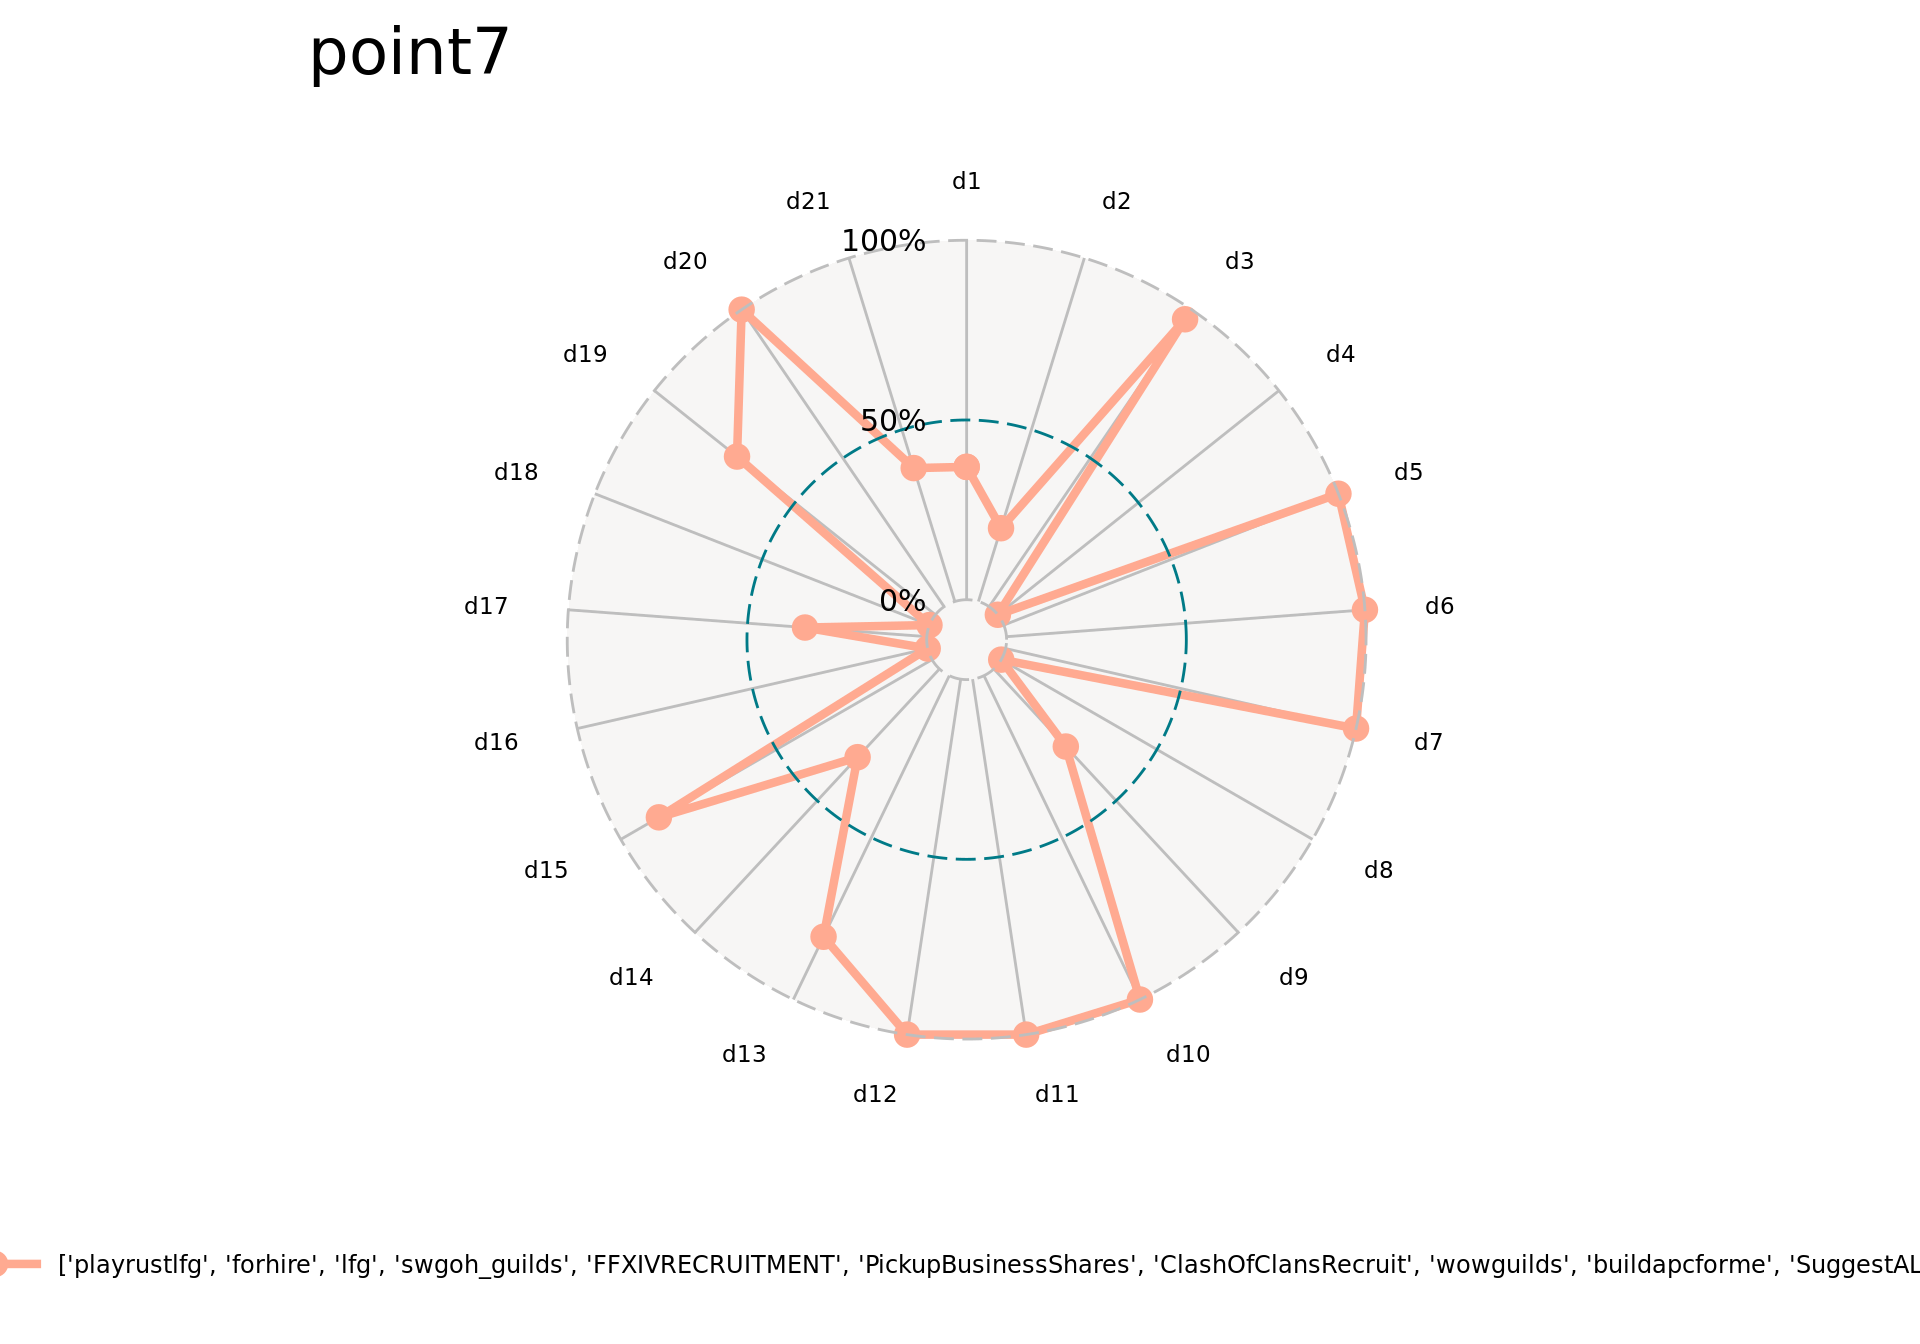 point7
d1
d21
d2
100%
d20
d3
d19
d4
50%
d18
d5
0%
d17
d6
d16
d7
d15
d8
d14
d9
d13
d10
d12
d11
['playrustlfg', 'forhire', 'lfg', 'swgoh_guilds', 'FFXIVRECRUITMENT', 'PickupBusinessShares', 'ClashOfClansRecruit', 'wowguilds', 'buildapcforme', 'SuggestAL